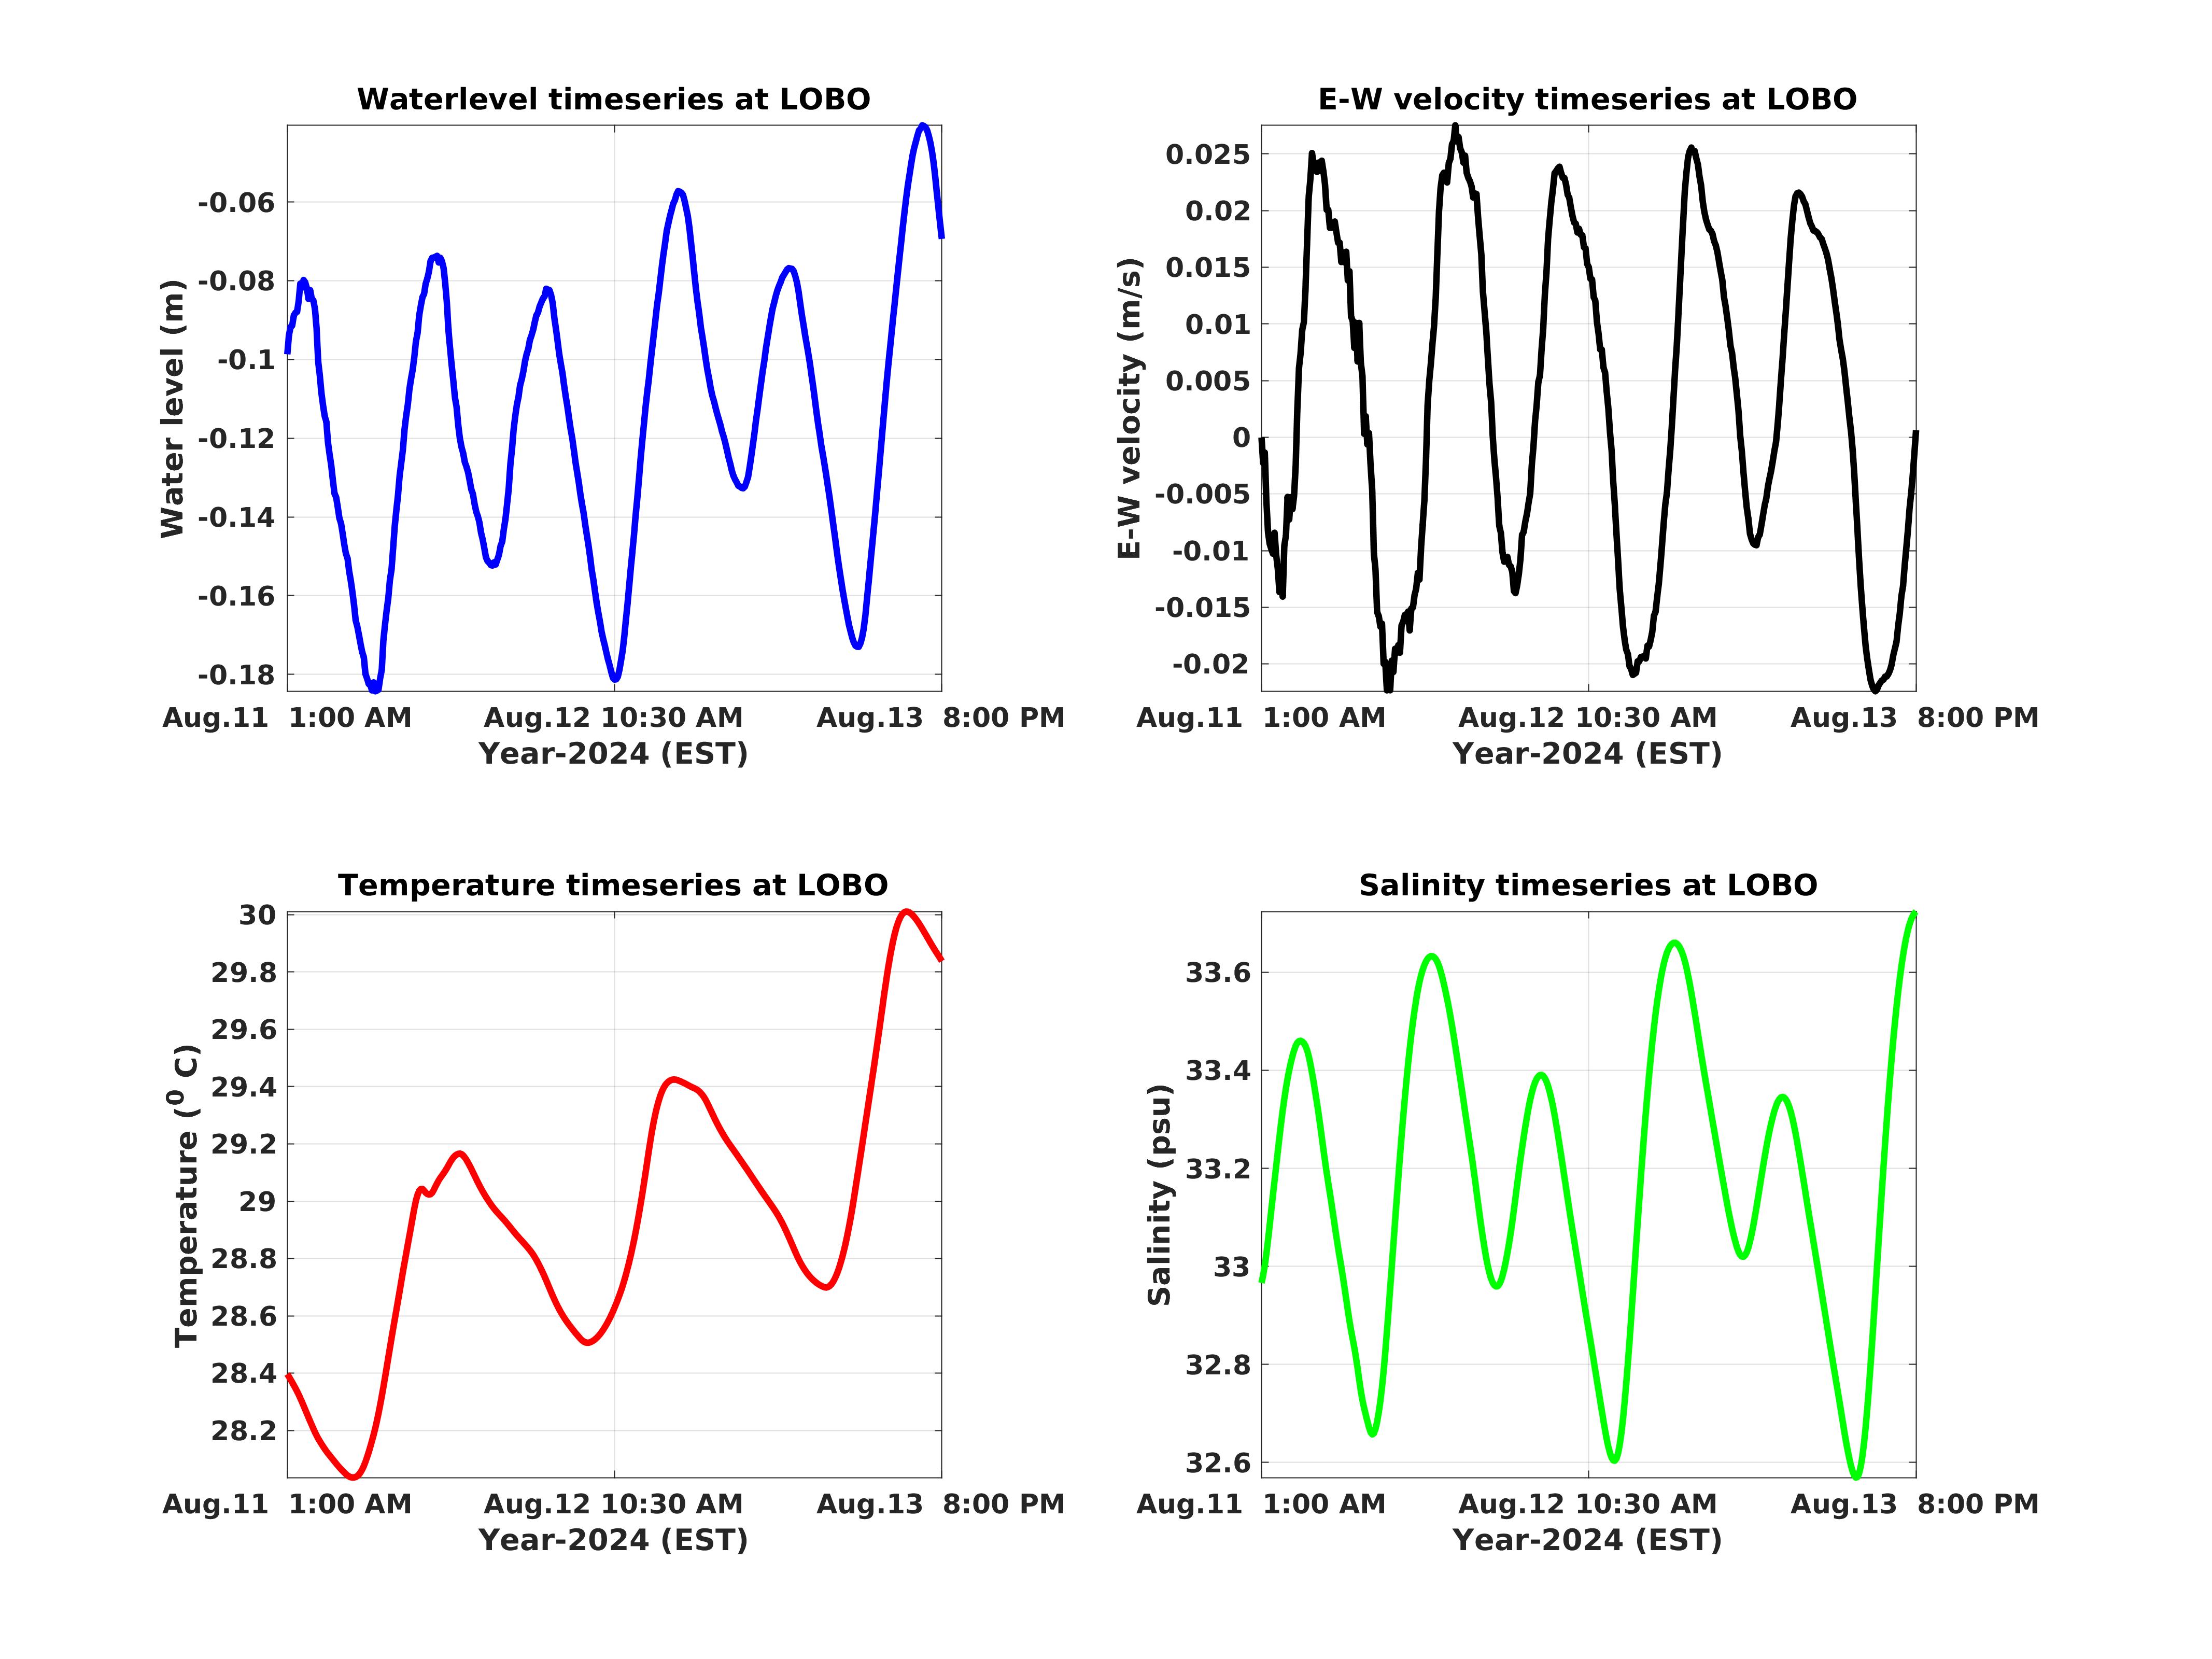 Waterlevel timeseries at LOBO
-0.06
-0.08
-0.1
-0.12
-0.14
-0.16
-0.18
Water level (m)
Aug.11 1:00 AM Aug.12 10:30 AM Aug.13 8:00 PM
Year-2024 (EST)
E-W velocity timeseries at LOBO
0.025
0.02
0.015
0.01
0.005
0
-0.005
-0.01
-0.015
-0.02
E-W velocity (m/s)
Aug.11 1:00 AM Aug.12 10:30 AM Aug.13 8:00 PM
Year-2024 (EST)
Temperature timeseries at LOBO
30
29.8
29.6
29.4
29.2
29
28.8
28.6
28.4
28.2
Temperature (⁰ C)
Aug.11 1:00 AM Aug.12 10:30 AM Aug.13 8:00 PM
Year-2024 (EST)
Salinity timeseries at LOBO
33.6
33.4
33.2
33
32.8
32.6
Salinity (psu)
Aug.11 1:00 AM Aug.12 10:30 AM Aug.13 8:00 PM
Year-2024 (EST)